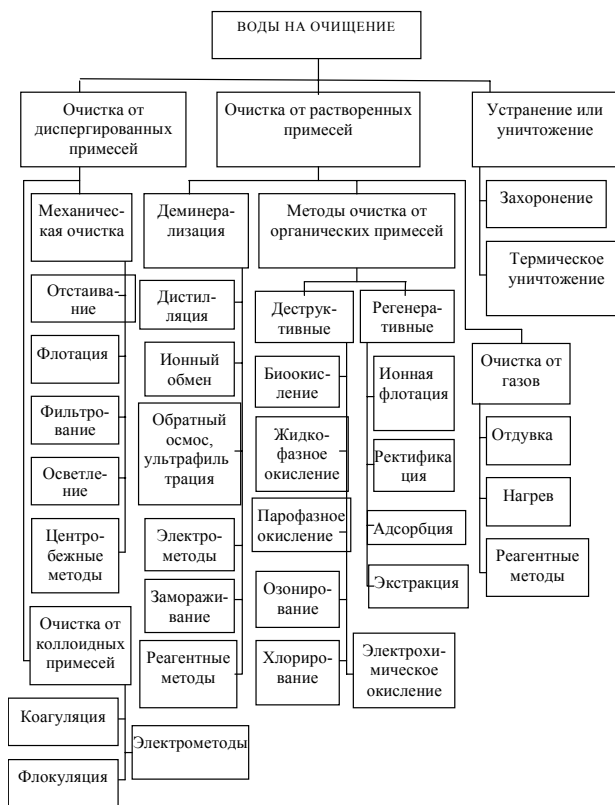 ВОДЫ НА ОЧИЩЕНИЕ
Очистка от
диспергированных
примесей
Очистка от растворенных
примесей
Устранение или
уничтожение
Захоронение
Термическое
уничтожение
Механичес-
кая очистка
Отстаива-
ние
Флотация
Фильтро-
вание
Осветле-
ние
Центро-
бежные
методы
Очистка от
коллоидных
примесей
Коагуляция
Флокуляция
Электрометоды
Деминерали-
зация
Дистил-
ляция
Ионный
обмен
Обратный
осмос,
ультрафиль
трация
Электро-
методы
Заморажи-
вание
Реагентные
методы
Методы очистка от
органических примесей
Деструк-
тивные
Биоокис-
ление
Жидко-
фазное
окисление
Парофазное
окисление
Озониро-
вание
Хлориро-
вание
Электрохи-
мическое
окисление
Регенера-
тивные
Ионная
флотация
Ректифика
ция
Адсорбция
Экстракция
Очистка от
газов
Отдувка
Нагрев
Реагентные
методы